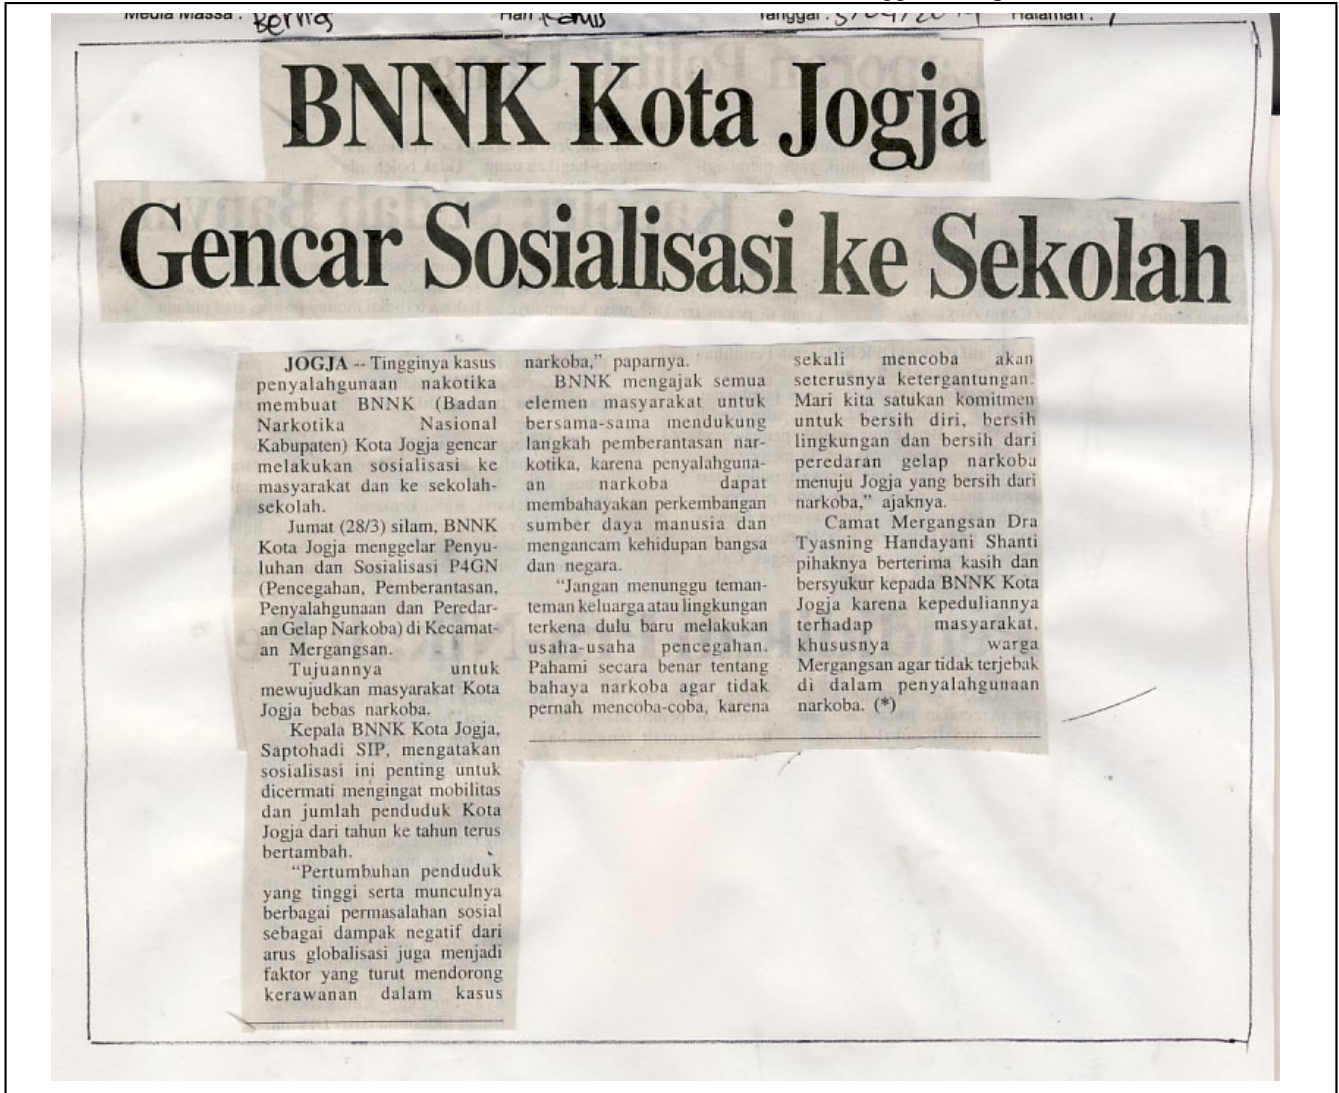 Media Massa : Bernas Hari : Kamis Tanggal : Halaman :
BNNK Kota Jogja
Gencar Sosialisasi ke Sekolah
JOGJA -- Tingginya kasus
penyalahgunaan nakotika
membuat BNNK (Badan
Narkotika Nasional
Kabupaten) Kota Jogja gencar
melakukan sosialisasi ke
masyarakat dan ke sekolah-
sekolah.
Jumat (28/3) silam, BNNK
Kota Jogja menggelar Penyu-
luhan dan Sosialisasi P4GN
(Pencegahan, Pemberantasan,
Penyalahgunaan dan Peredar-
an Gelap Narkoba) di Kecamat-
an Mergangsan.
Tujuannya untuk
mewujudkan masyarakat Kota
Jogja bebas narkoba.
Kepala BNNK Kota Jogja,
Saptohadi SIP, mengatakan
sosialisasi ini penting untuk
dicermati mengingat mobilitas
dan jumlah penduduk Kota
Jogja dari tahun ke tahun terus
bertambah.
“Pertumbuhan penduduk
yang tinggi serta munculnya
berbagai permasalahan sosial
sebagai dampak negatif dari
arus globalisasi juga menjadi
faktor yang turut mendorong
kerawanan dalam kasus
narkoba,” paparnya.
BNNK mengajak semua
elemen masyarakat untuk
bersama-sama mendukung
langkah pemberantasan nar-
kotika, karena penyalahguna-
an narkoba dapat
membahayakan perkembangan
sumber daya manusia dan
mengancam kehidupan bangsa
dan negara.
“Jangan menunggu teman-
teman keluarga atau lingkungan
terkena dulu baru melakukan
usaha-usaha pencegahan.
Pahami secara benar tentang
bahaya narkoba agar tidak
pernah mencoba-coba, karena
sekali mencoba akan
seterusnya ketergantungan.
Mari kita satukan komitmen
untuk bersih diri, bersih
lingkungan dan bersih dari
peredaran gelap narkoba
menuju Jogja yang bersih dari
narkoba,” ajaknya.
Camat Mergangsan Dra
Tyasning Handayani Shanti
pihaknya berterima kasih dan
bersyukur kepada BNNK Kota
Jogja karena kepeduliannya
terhadap masyarakat,
khususnya warga
Mergangsan agar tidak terjebak
di dalam penyalahgunaan
narkoba. (*)